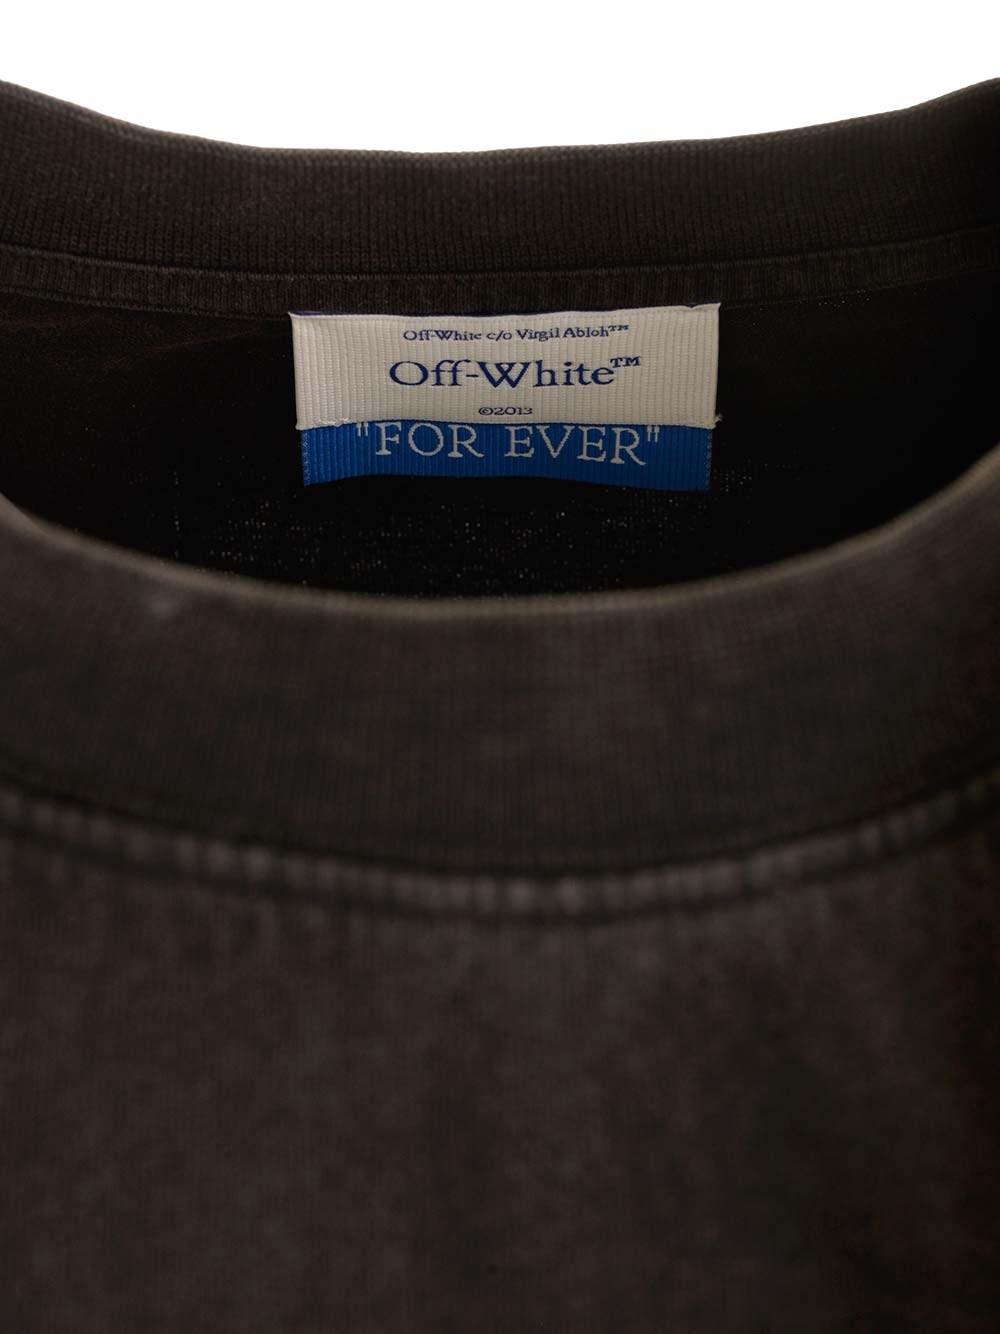 Off-White c/o Virgil Abloh™
Off-White™
©2013
"FOR EVER"